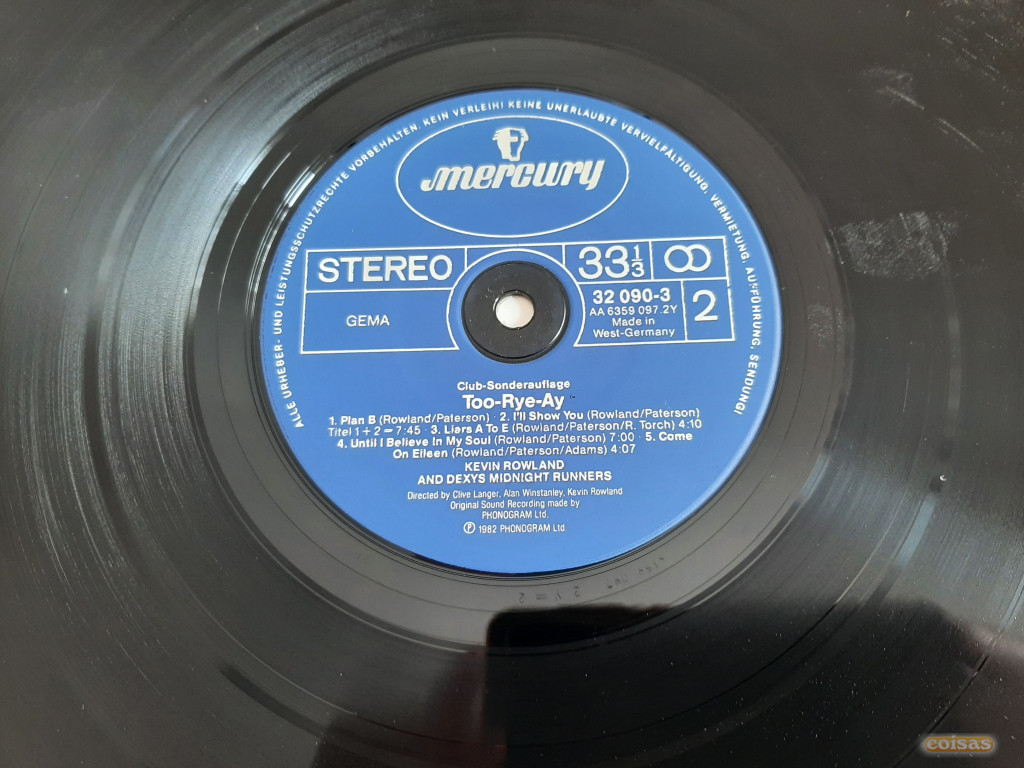 ALLE URHEBER- UND LEISTUNGSSCHUTZRECHTE VORBEHALTEN. KEIN VERLEIH! KEINE UNERLAUBTE VERVIELFÄLTIGUNG, VERMIETUNG, AUFFÜHRUNG, SENDUNG!
mercury
STEREO
33 1/3
GEMA
32 090-3
AA 6359 097.2Y
Made in
West-Germany
2
Club-Sonderauflage
Too-Rye-Ay
1. Plan B (Rowland/Paterson) · 2. I'll Show You (Rowland/Paterson)
Titel 1 + 2 = 7:45 · 3. Liars A To E (Rowland/Paterson/R. Torch) 4:10
4. Until I Believe In My Soul (Rowland/Paterson) 7:00 · 5. Come
On Eileen (Rowland/Paterson/Adams) 4:07
KEVIN ROWLAND
AND DEXYS MIDNIGHT RUNNERS
Directed by Clive Langer, Alan Winstanley, Kevin Rowland
Original Sound Recording made by
PHONOGRAM Ltd.
℗ 1982 PHONOGRAM Ltd.
coisas